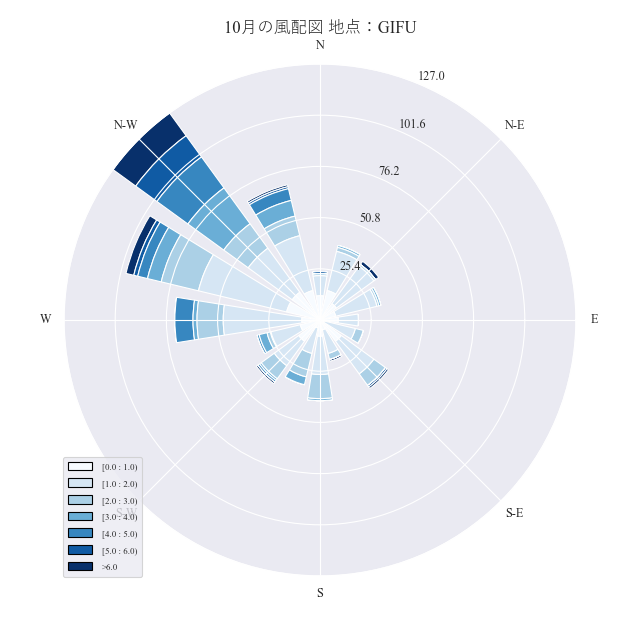 10月の風配図 地点：GIFU
N
127.0
N-W
101.6
N-E
76.2
50.8
25.4
W
E
[0.0 : 1.0)
[1.0 : 2.0)
[2.0 : 3.0)
S-W
[3.0 : 4.0)
S-E
[4.0 : 5.0)
[5.0 : 6.0)
>6.0
S